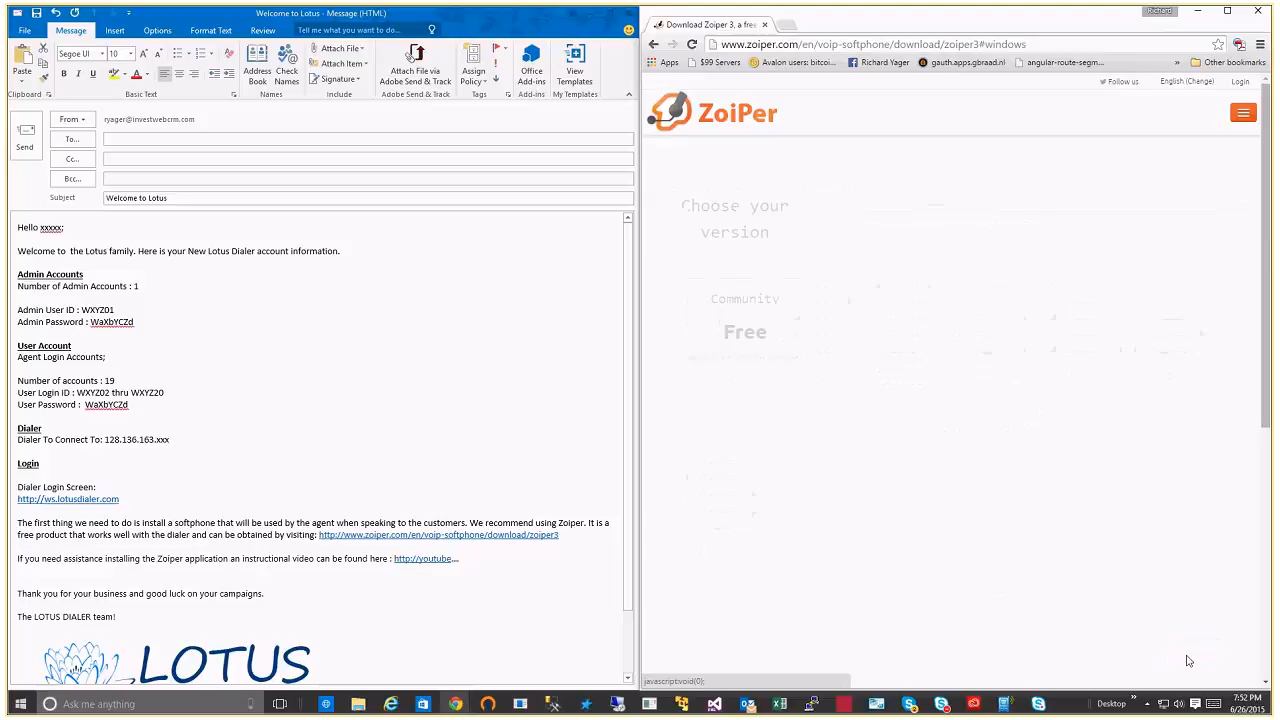 Welcome to Lotus - Message (HTML)
File Message Insert Options Format Text Review Tell me what you want to do...
Segoe UI 10
Paste
Address Book
Check Names
Attach File
Attach Item
Signature
Attach File via Adobe Send & Track
Assign Policy
Office Add-ins
View Templates
Clipboard Basic Text Names Include Adobe Send & Track Tags Add-ins My Templates
Send
From ryager@investwebcrm.com
To...
Cc...
Bcc...
Subject Welcome to Lotus
Hello xxxxx;
Welcome to the Lotus family. Here is your New Lotus Dialer account information.
Admin Accounts
Number of Admin Accounts : 1
Admin User ID : WXYZ01
Admin Password : WaXbYCZd
User Account
Agent Login Accounts;
Number of accounts : 19
User Login ID : WXYZ02 thru WXYZ20
User Password : WaXbYCZd
Dialer
Dialer To Connect To: 128.136.163.xxx
Login
Dialer Login Screen:
http://ws.lotusdialer.com
The first thing we need to do is install a softphone that will be used by the agent when speaking to the customers. We recommend using Zoiper. It is a
free product that works well with the dialer and can be obtained by visiting: http://www.zoiper.com/en/voip-softphone/download/zoiper3
If you need assistance installing the Zoiper application an instructional video can be found here : http://youtube...
Thank you for your business and good luck on your campaigns.
The LOTUS DIALER team!
LOTUS
Richard
Download Zoiper 3, a free
www.zoiper.com/en/voip-softphone/download/zoiper3#windows
Apps $99 Servers Avalon users: bitcoi... Richard Yager gauth.apps.gbraad.nl angular-route-segm... » Other bookmarks
Follow us English (Change) Login
ZoiPer
Choose your
version
Community
Free
javascript:void(0);
Ask me anything
Desktop
7:52 PM
6/26/2015